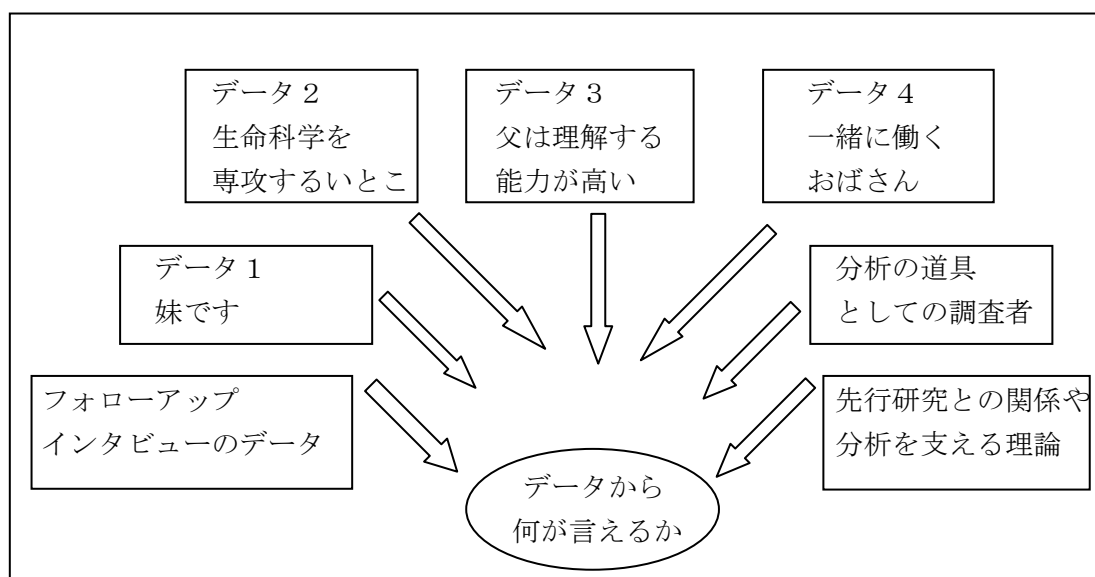 データ２
生命科学を
専攻するいとこ
データ３
父は理解する
能力が高い
データ４
一緒に働く
おばさん
データ１
妹です
分析の道具
としての調査者
フォローアップ
インタビューのデータ
先行研究との関係や
分析を支える理論
データから
何が言えるか